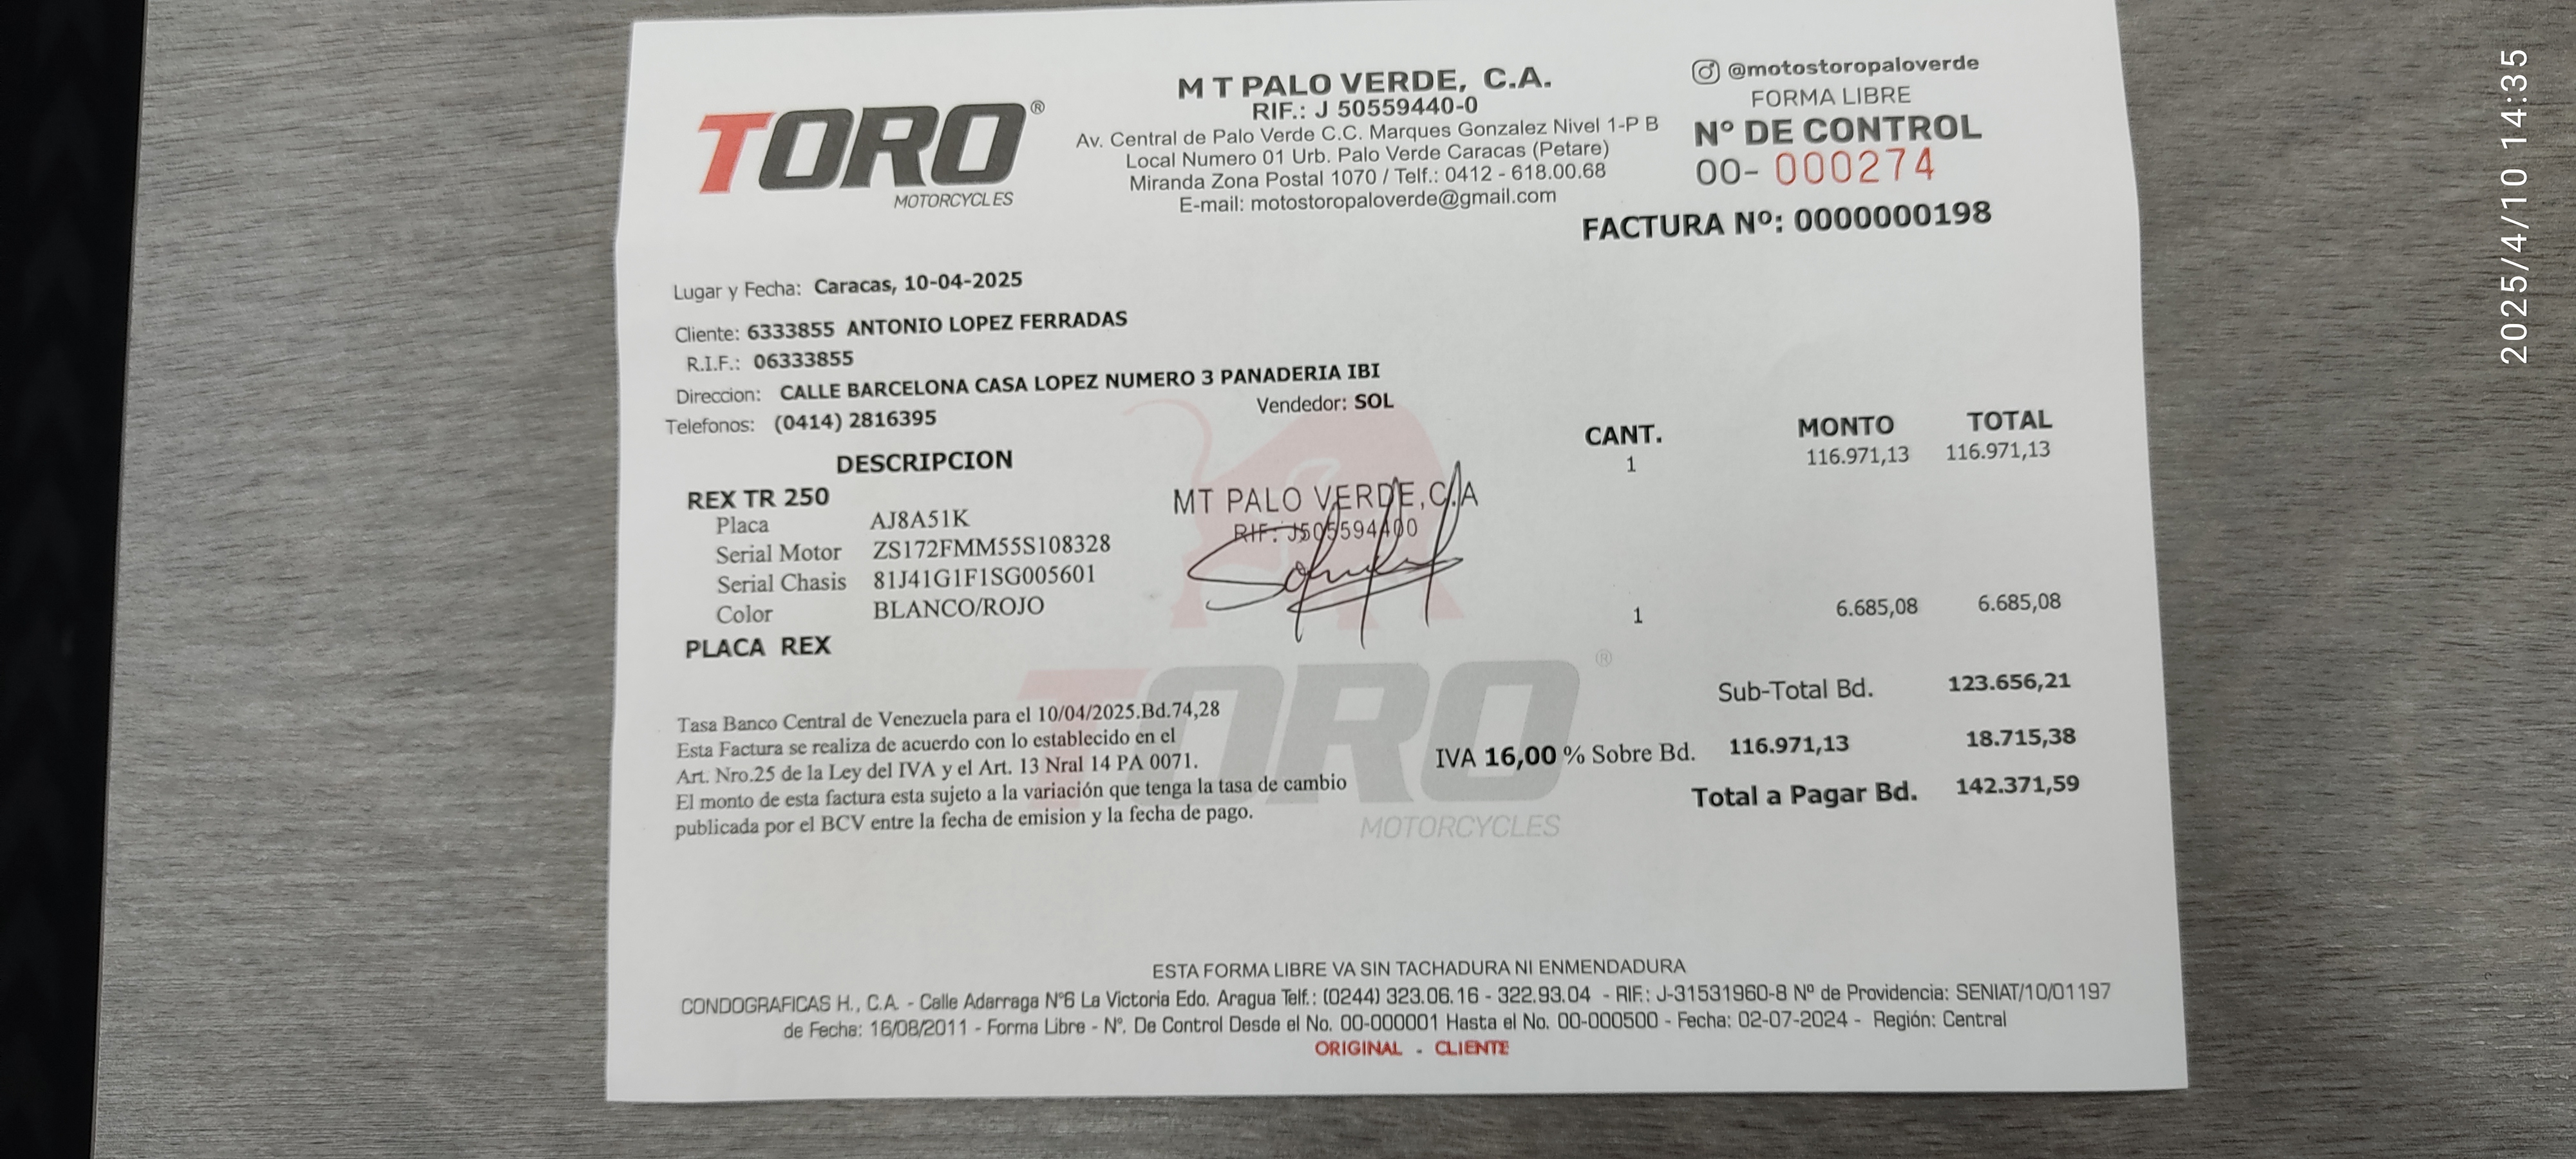 TORO®
MOTORCYCLES
M T PALO VERDE, C.A.
RIF.: J 50559440-0
Av. Central de Palo Verde C.C. Marques Gonzalez Nivel 1-P B
Local Numero 01 Urb. Palo Verde Caracas (Petare)
Miranda Zona Postal 1070 / Telf.: 0412 - 618.00.68
E-mail: motostoropaloverde@gmail.com
@motostoropaloverde
FORMA LIBRE
Nº DE CONTROL
00- 000274
FACTURA Nº: 0000000198
Lugar y Fecha: Caracas, 10-04-2025
Cliente: 6333855 ANTONIO LOPEZ FERRADAS
R.I.F.: 06333855
Direccion: CALLE BARCELONA CASA LOPEZ NUMERO 3 PANADERIA IBI
Telefonos: (0414) 2816395 Vendedor: SOL
DESCRIPCION CANT. MONTO TOTAL
REX TR 250 1 116.971,13 116.971,13
Placa AJ8A51K
Serial Motor ZS172FMM55S108328
Serial Chasis 81J41G1F1SG005601
Color BLANCO/ROJO
PLACA REX 1 6.685,08 6.685,08
MT PALO VERDE,C.A
RIF: J505594400
Sub-Total Bd. 123.656,21
IVA 16,00 % Sobre Bd. 116.971,13 18.715,38
Total a Pagar Bd. 142.371,59
Tasa Banco Central de Venezuela para el 10/04/2025.Bd.74,28
Esta Factura se realiza de acuerdo con lo establecido en el
Art. Nro.25 de la Ley del IVA y el Art. 13 Nral 14 PA 0071.
El monto de esta factura esta sujeto a la variación que tenga la tasa de cambio
publicada por el BCV entre la fecha de emision y la fecha de pago.
TORO®
MOTORCYCLES
ESTA FORMA LIBRE VA SIN TACHADURA NI ENMENDADURA
CONDOGRAFICAS H., C.A. - Calle Adarraga N°6 La Victoria Edo. Aragua Telf.: (0244) 323.06.16 - 322.93.04 - RIF.: J-31531960-8 Nº de Providencia: SENIAT/10/01197
de Fecha: 16/08/2011 - Forma Libre - N°. De Control Desde el No. 00-000001 Hasta el No. 00-000500 - Fecha: 02-07-2024 - Región: Central
ORIGINAL - CLIENTE
2025/4/10 14:35